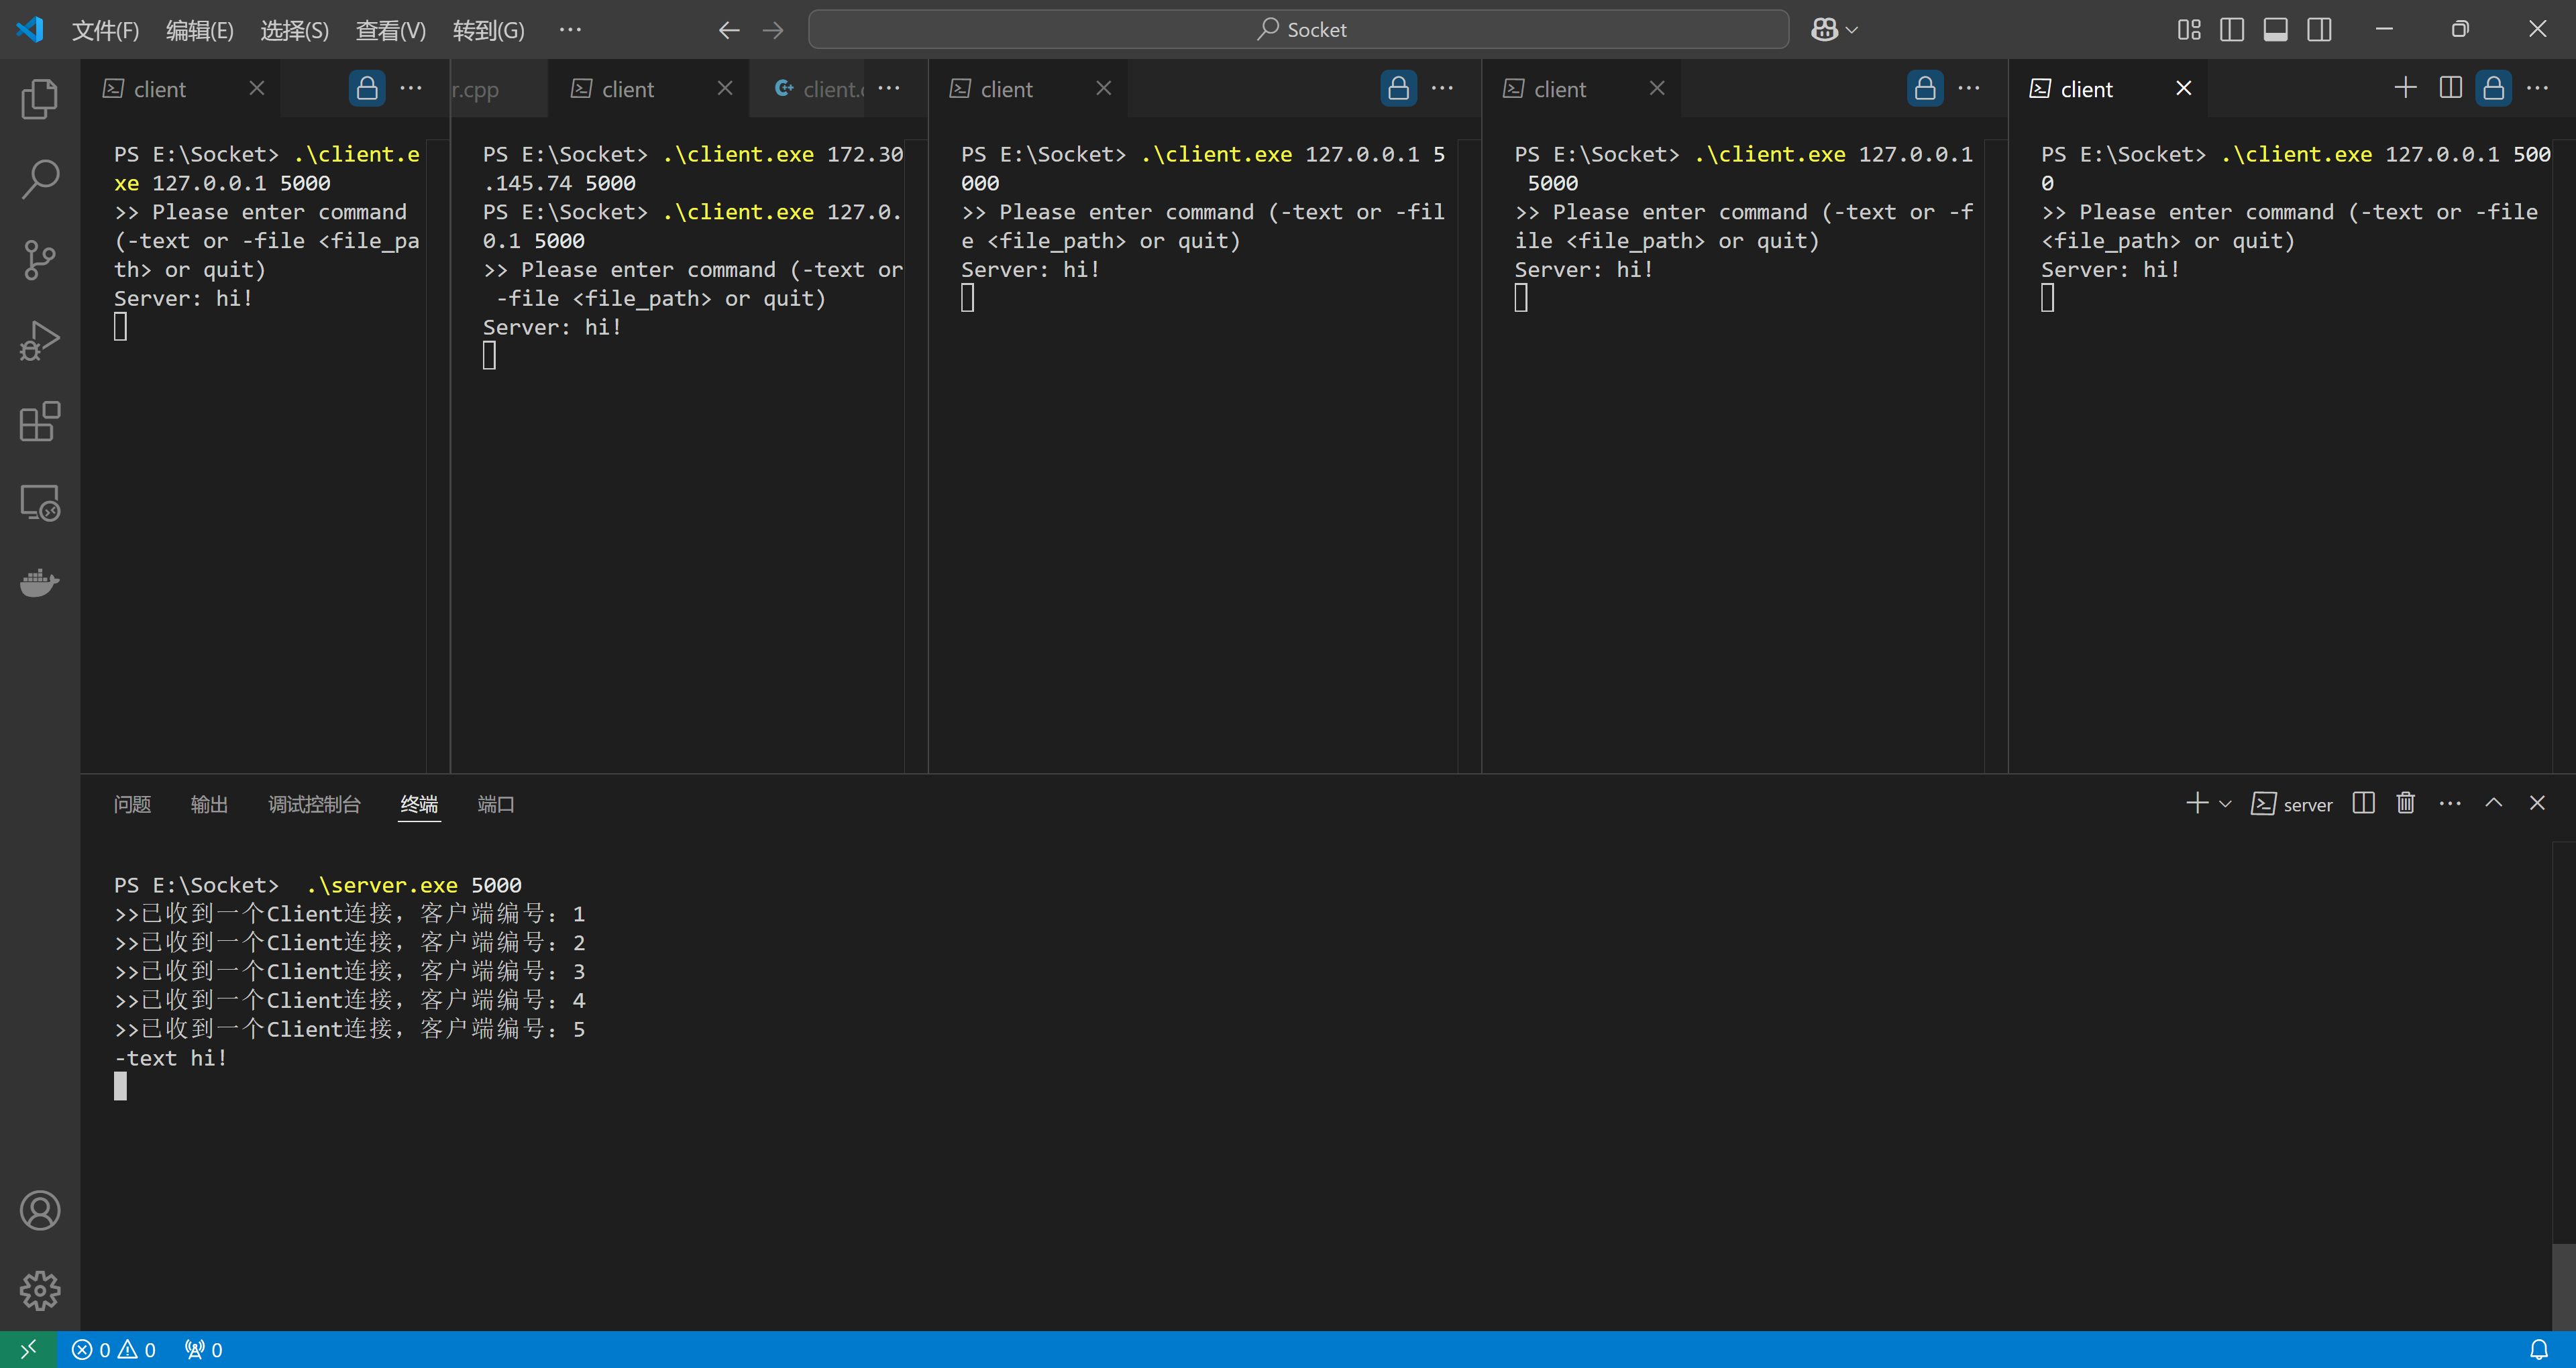 文件(F) 编辑(E) 选择(S) 查看(V) 转到(G) ··· Socket
client
PS E:\Socket> .\client.e
xe 127.0.0.1 5000
>> Please enter command
(-text or -file <file_pa
th> or quit)
Server: hi!
r.cpp client client.c
PS E:\Socket> .\client.exe 172.30
.145.74 5000
PS E:\Socket> .\client.exe 127.0.
0.1 5000
>> Please enter command (-text or
-file <file_path> or quit)
Server: hi!
client
PS E:\Socket> .\client.exe 127.0.0.1 5
000
>> Please enter command (-text or -fil
e <file_path> or quit)
Server: hi!
client
PS E:\Socket> .\client.exe 127.0.0.1
5000
>> Please enter command (-text or -f
ile <file_path> or quit)
Server: hi!
client
PS E:\Socket> .\client.exe 127.0.0.1 500
0
>> Please enter command (-text or -file
<file_path> or quit)
Server: hi!
问题 输出 调试控制台 终端 端口 server
PS E:\Socket>  .\server.exe 5000
>>已收到一个Client连接，客户端编号：1
>>已收到一个Client连接，客户端编号：2
>>已收到一个Client连接，客户端编号：3
>>已收到一个Client连接，客户端编号：4
>>已收到一个Client连接，客户端编号：5
-text hi!
0 0 0